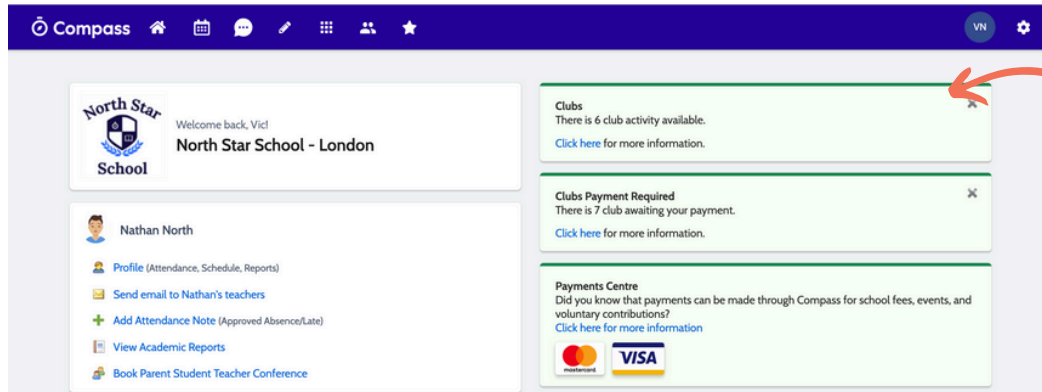 Compass
VN
North Star
School
Welcome back, Vic!
North Star School - London
Nathan North
Profile (Attendance, Schedule, Reports)
Send email to Nathan's teachers
Add Attendance Note (Approved Absence/Late)
View Academic Reports
Book Parent Student Teacher Conference
Clubs
There is 6 club activity available.
Click here for more information.
Clubs Payment Required
There is 7 club awaiting your payment.
Click here for more information.
Payments Centre
Did you know that payments can be made through Compass for school fees, events, and
voluntary contributions?
Click here for more information
mastercard
VISA